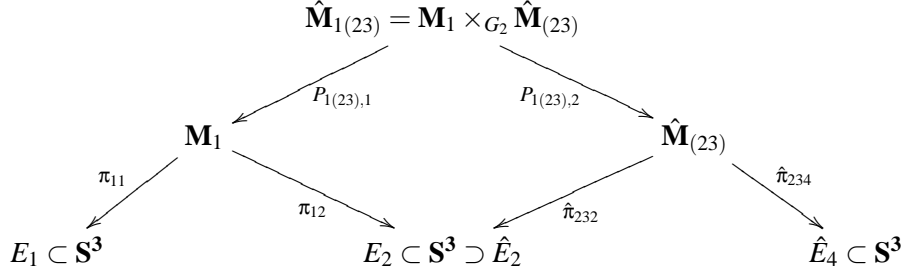 M̂₁₍₂₃₎ = M₁ ×_G₂ M̂₍₂₃₎
P₁₍₂₃₎,₁ P₁₍₂₃₎,₂
M₁ M̂₍₂₃₎
π₁₁ π₁₂ π̂₂₃₂ π̂₂₃₄
E₁ ⊂ S³ E₂ ⊂ S³ ⊃ Ê₂ Ê₄ ⊂ S³